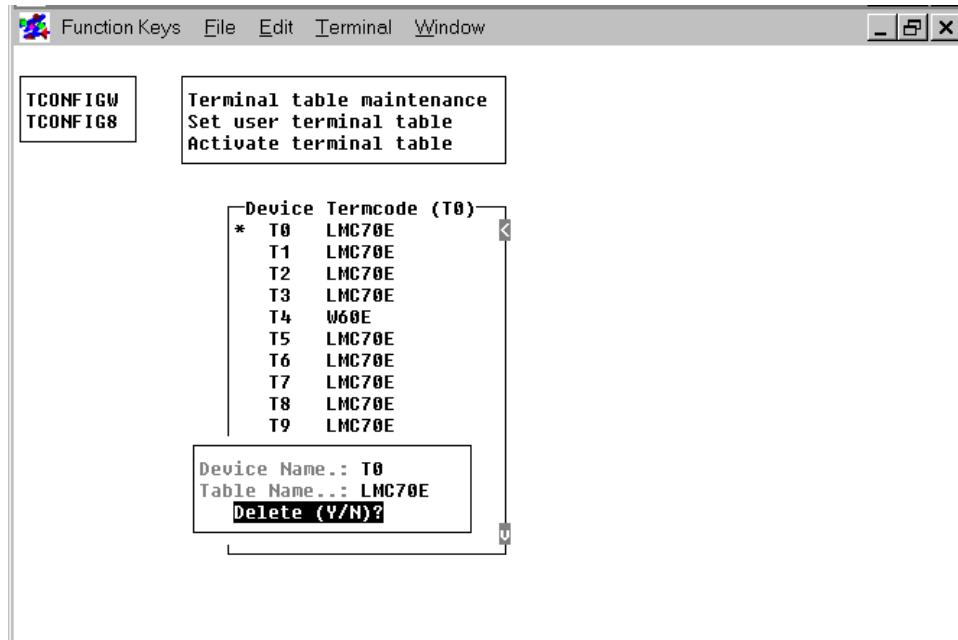 Function Keys File Edit Terminal Window
TCONFIGW
TCONFIG8
Terminal table maintenance
Set user terminal table
Activate terminal table
Device Termcode (T0)
* T0 LMC70E <
T1 LMC70E
T2 LMC70E
T3 LMC70E
T4 W60E
T5 LMC70E
T6 LMC70E
T7 LMC70E
T8 LMC70E
T9 LMC70E
Device Name.: T0
Table Name..: LMC70E
Delete (Y/N)?
v